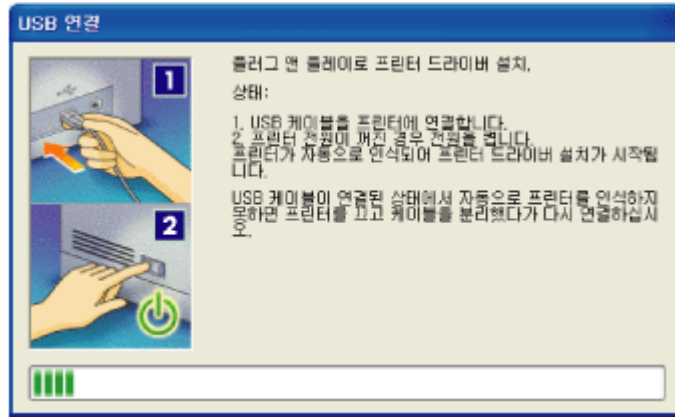 USB 연결
1
플러그 앤 플레이로 프린터 드라이버 설치.
상태:
1. USB 케이블을 프린터에 연결합니다.
2. 프린터 전원이 꺼진 경우 전원을 켭니다.
프린터가 자동으로 인식되어 프린터 드라이버 설치가 시작됩
니다.
2
USB 케이블이 연결된 상태에서 자동으로 프린터를 인식하지
못하면 프린터를 끄고 케이블을 분리했다가 다시 연결하십시
오.